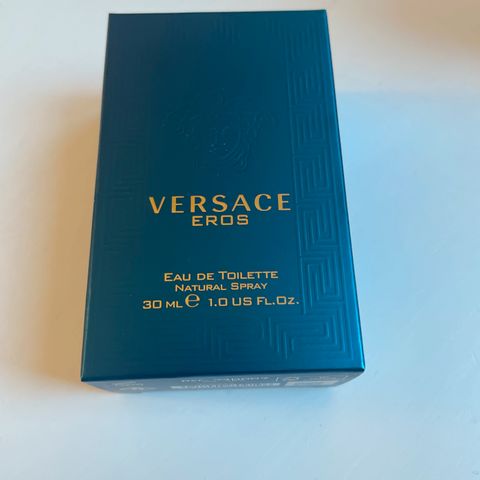 VERSACE
EROS
EAU DE TOILETTE
NATURAL SPRAY
30 ML ℮ 1.0 US FL.OZ.